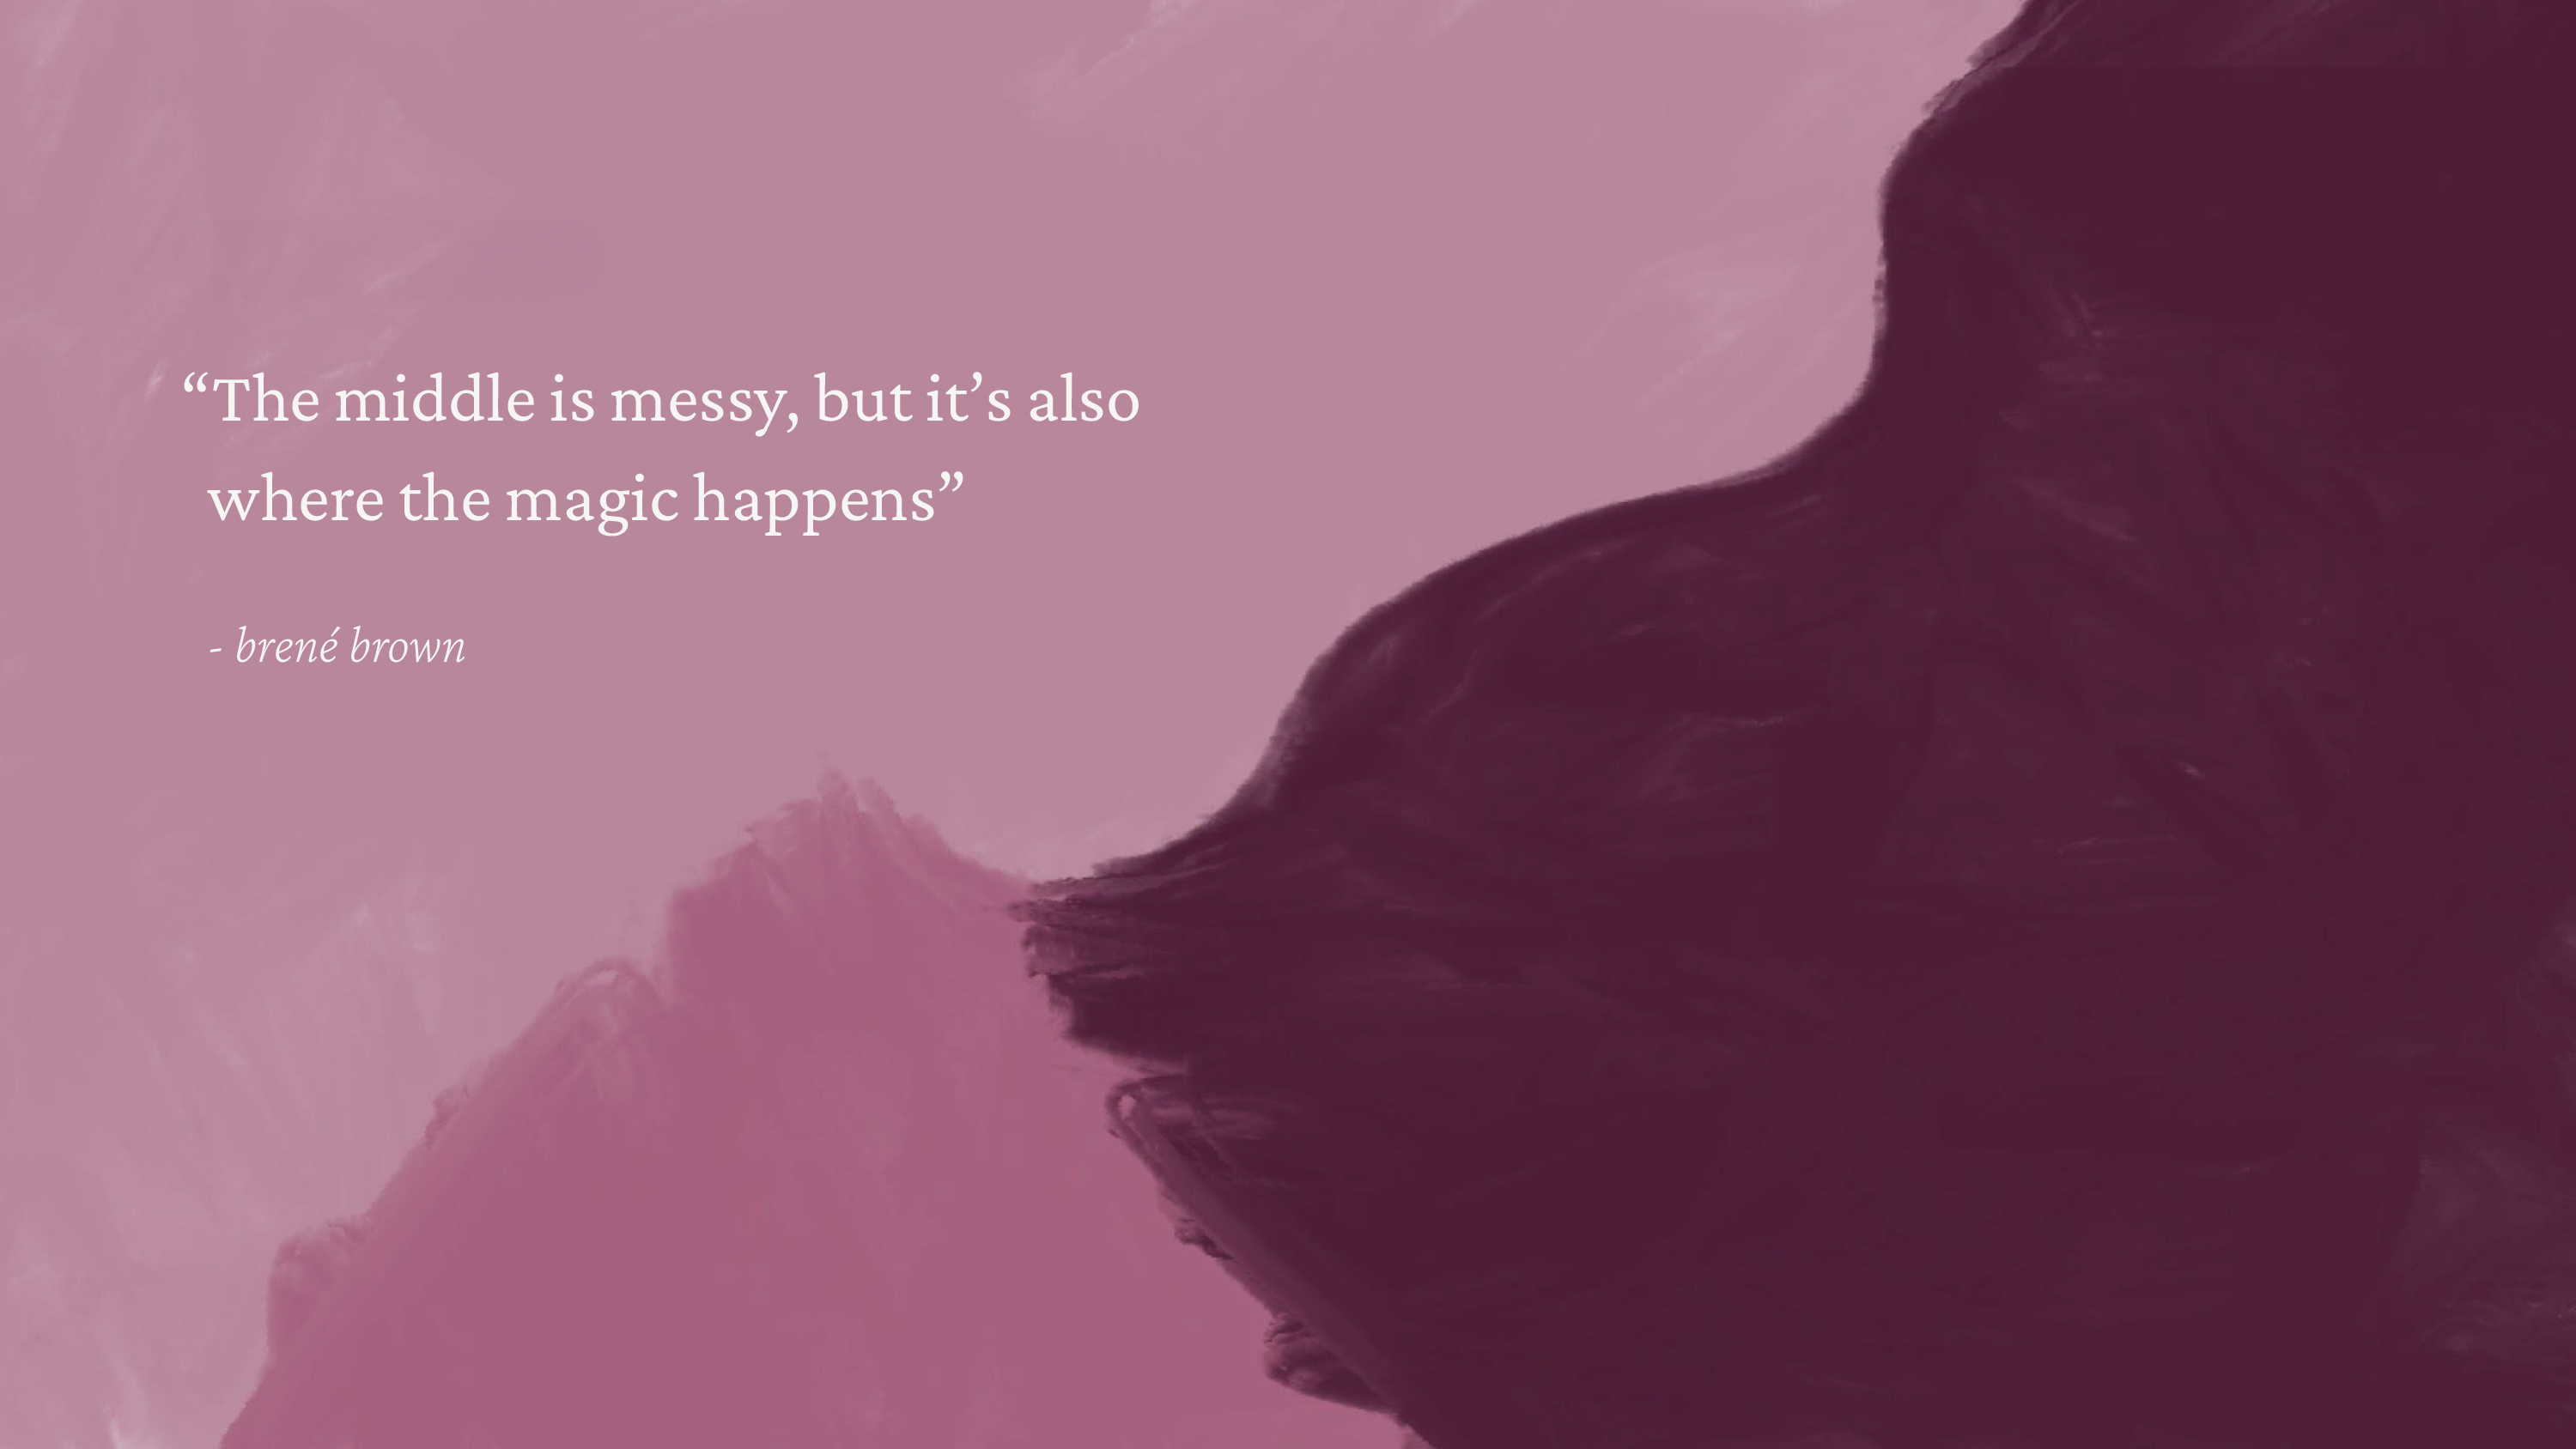 “The middle is messy, but it’s also
where the magic happens”
- brené brown